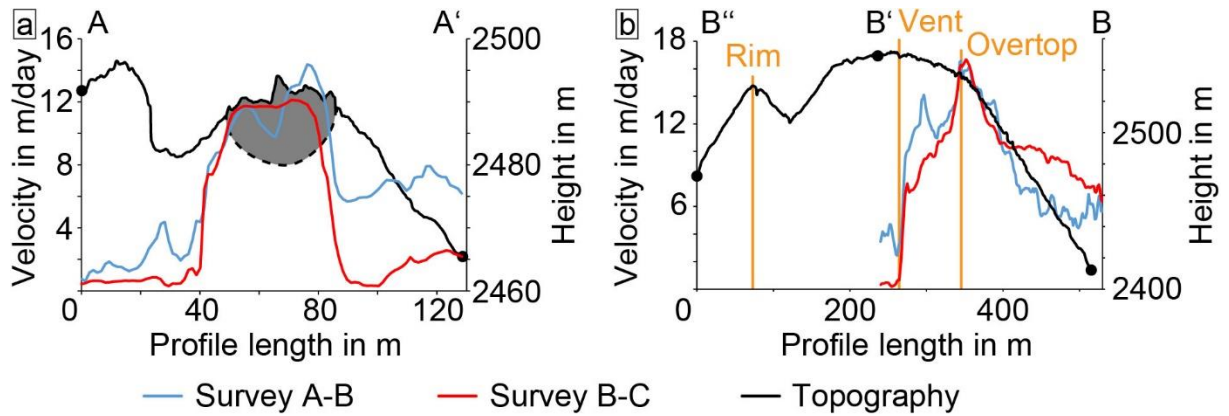 a
A
A‘
16
12
8
4
Velocity in m/day
2500
2480
2460
Height in m
0
40
80
120
Profile length in m
b
B“
B‘
Vent
B
Rim
Overtop
18
14
6
Velocity in m/day
2500
2400
Height in m
0
200
400
Profile length in m
Survey A-B
Survey B-C
Topography